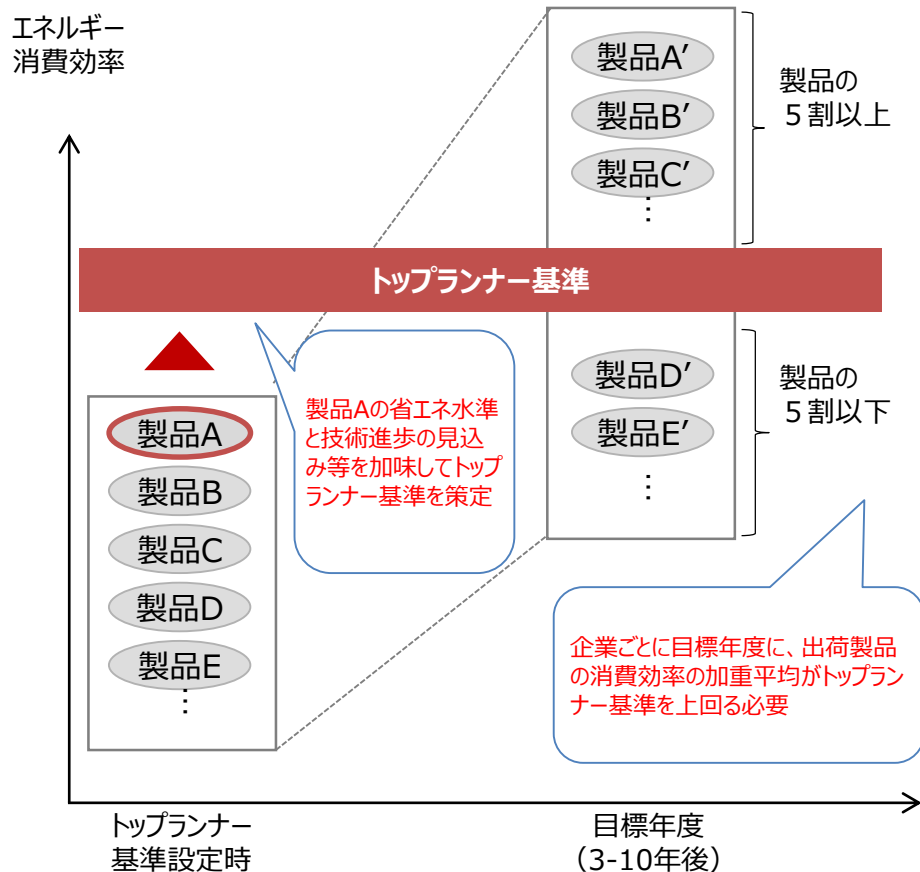 エネルギー
消費効率
製品A’
製品B’
製品C’
⋮
製品の
５割以上
トップランナー基準
製品A
製品B
製品C
製品D
製品E
⋮
製品Aの省エネ水準
と技術進歩の見込
み等を加味してトップ
ランナー基準を策定
製品D’
製品E’
⋮
製品の
５割以下
企業ごとに目標年度に、出荷製品
の消費効率の加重平均がトップラン
ナー基準を上回る必要
トップランナー
基準設定時
目標年度
（3-10年後）